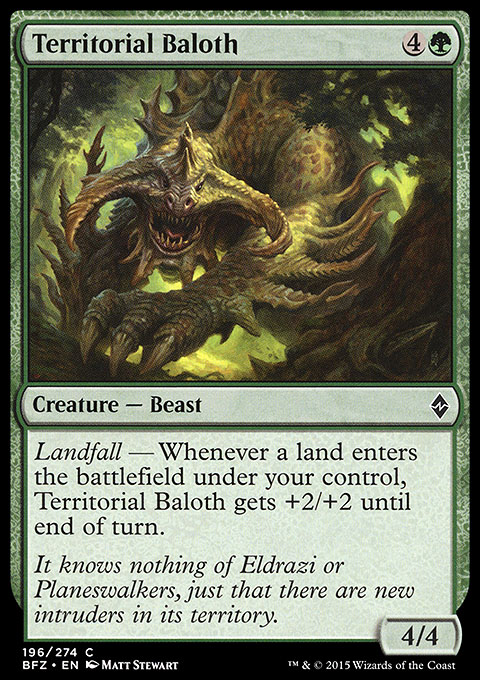 Territorial Baloth 4
Creature — Beast
Landfall — Whenever a land enters
the battlefield under your control,
Territorial Baloth gets +2/+2 until
end of turn.
It knows nothing of Eldrazi or
Planeswalkers, just that there are new
intruders in its territory.
4/4
196/274 C
BFZ • EN Matt Stewart
™ & © 2015 Wizards of the Coast